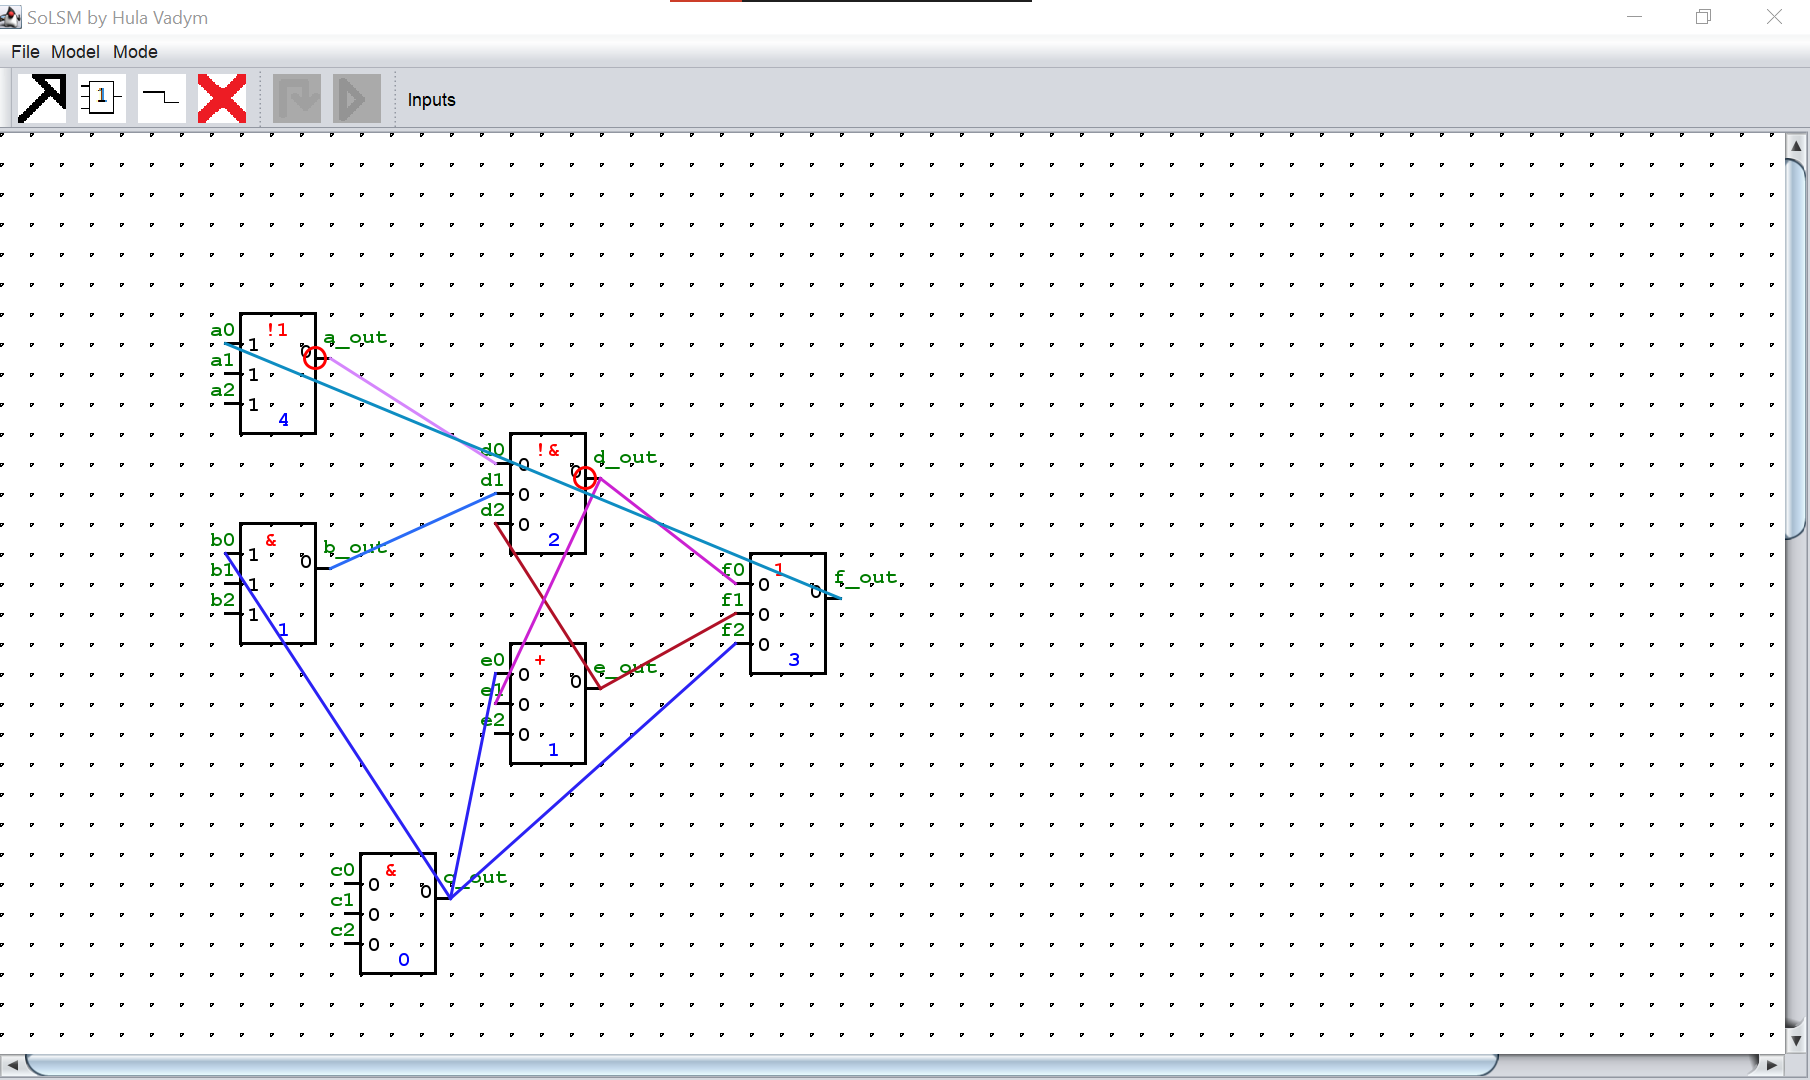 SoLSM by Hula Vadym
File Model Mode
1 Inputs
a0 !1 a_out
1 0
a1 1
a2 1
4
d0 !& d_out
0 0
d1 0
d2 0
2
b0 & b_out
1 0
b1 1
b2 1
1
f0 1 f_out
0 0
f1 0
f2 0
3
e0 + e_out
0 0
e1 0
e2 0
1
c0 & c_out
0 0
c1 0
c2 0
0